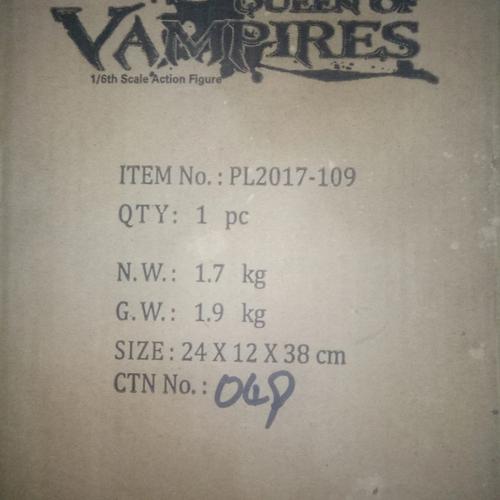 QUEEN OF
VAMPIRES
1/6th Scale Action Figure
ITEM No.: PL2017-109
QTY: 1 pc
N.W.: 1.7 kg
G.W.: 1.9 kg
SIZE: 24 X 12 X 38 cm
CTN No.: